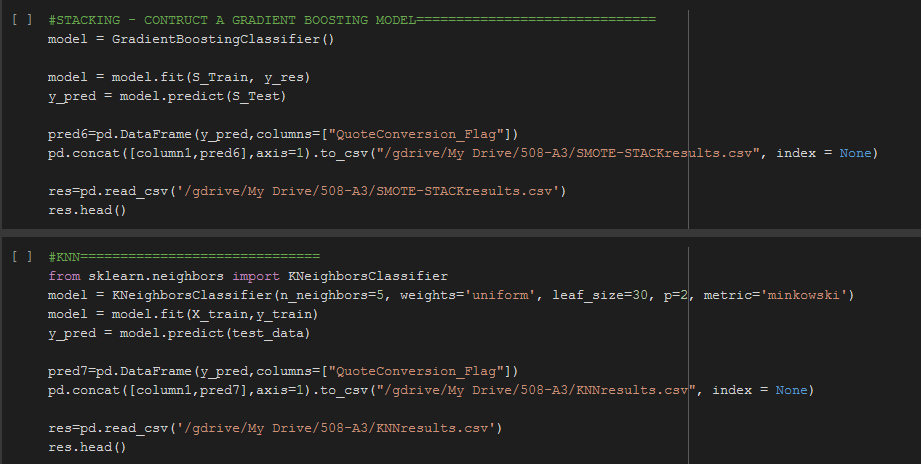 [ ] #STACKING - CONTRUCT A GRADIENT BOOSTING MODEL==============================
model = GradientBoostingClassifier()
model = model.fit(S_Train, y_res)
y_pred = model.predict(S_Test)
pred6=pd.DataFrame(y_pred,columns=["QuoteConversion_Flag"])
pd.concat([column1,pred6],axis=1).to_csv("/gdrive/My Drive/508-A3/SMOTE-STACKresults.csv", index = None)
res=pd.read_csv('/gdrive/My Drive/508-A3/SMOTE-STACKresults.csv')
res.head()
[ ] #KNN==============================
from sklearn.neighbors import KNeighborsClassifier
model = KNeighborsClassifier(n_neighbors=5, weights='uniform', leaf_size=30, p=2, metric='minkowski')
model = model.fit(X_train,y_train)
y_pred = model.predict(test_data)
pred7=pd.DataFrame(y_pred,columns=["QuoteConversion_Flag"])
pd.concat([column1,pred7],axis=1).to_csv("/gdrive/My Drive/508-A3/KNNresults.csv", index = None)
res=pd.read_csv('/gdrive/My Drive/508-A3/KNNresults.csv')
res.head()